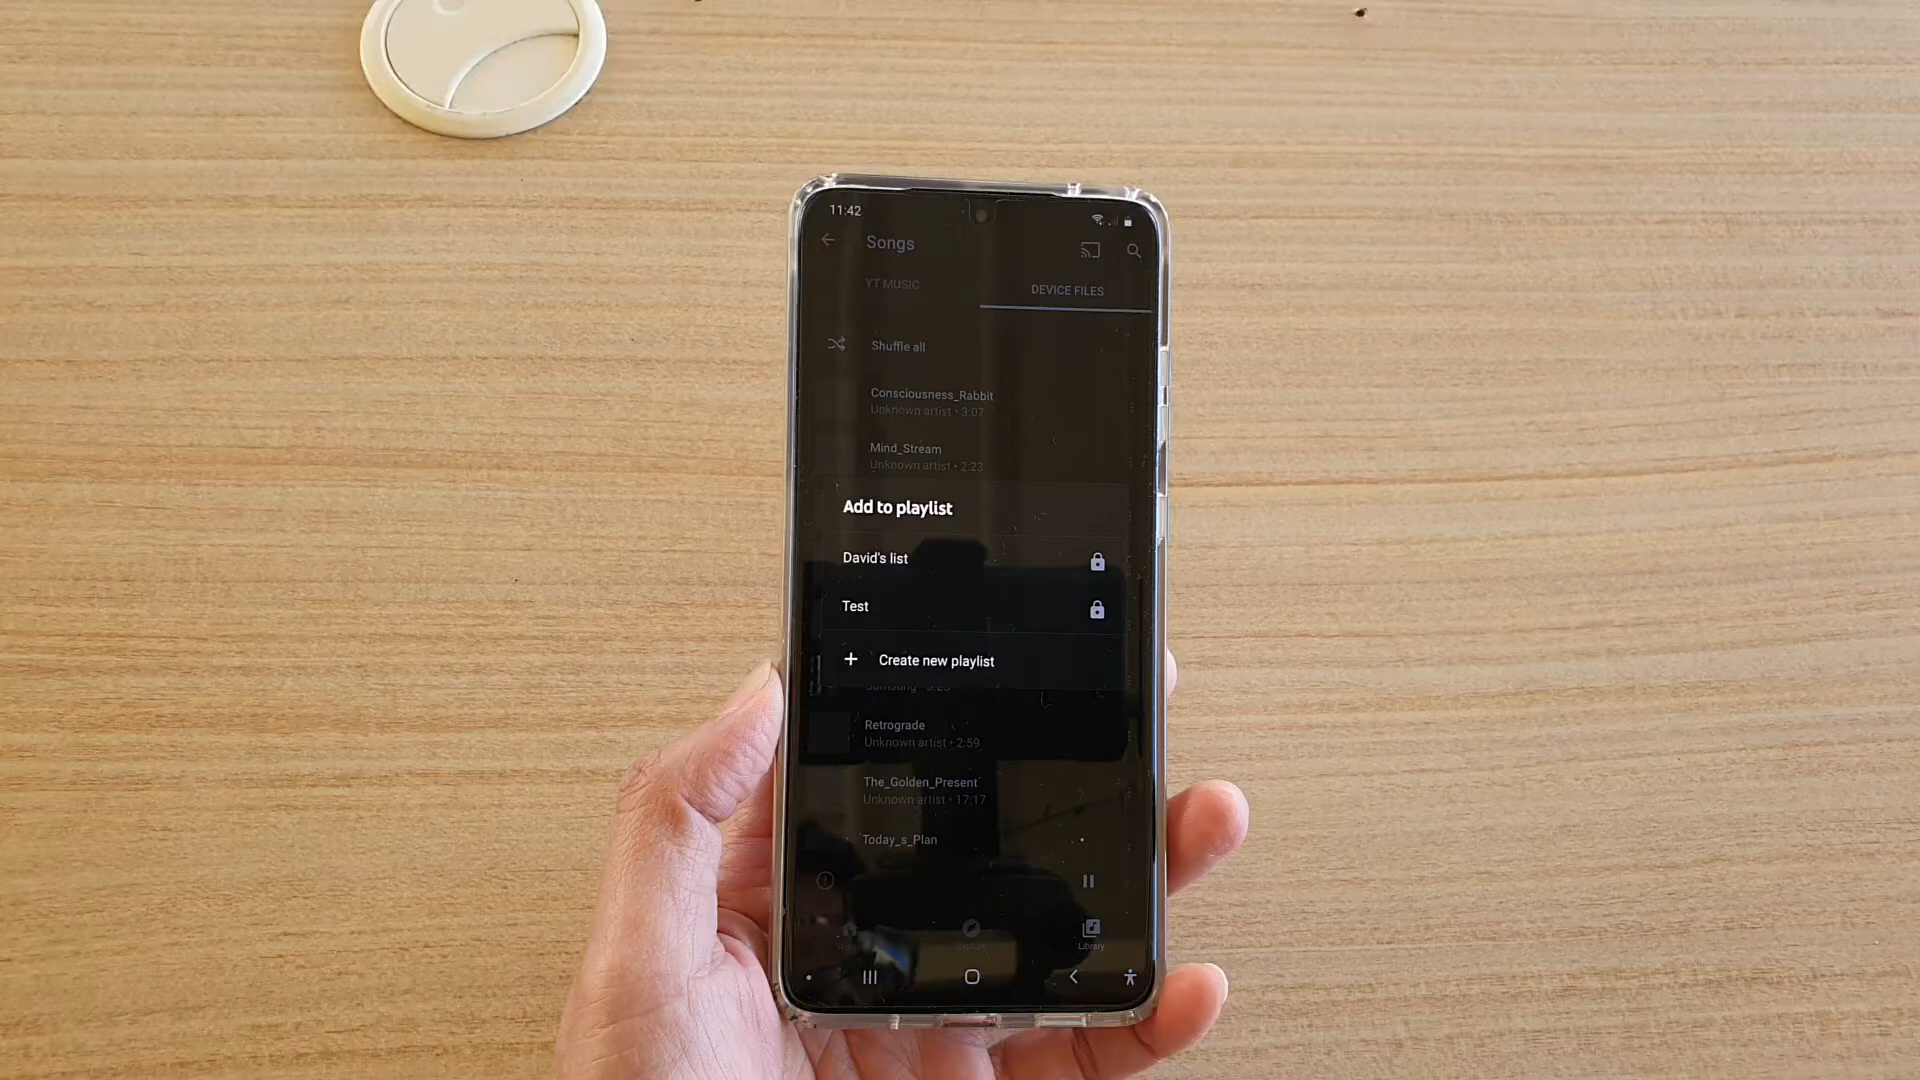 11:42
Songs
YT MUSIC
DEVICE FILES
Shuffle all
Consciousness_Rabbit
Unknown artist • 3:07
Mind_Stream
Unknown artist • 2:23
Add to playlist
David's list
Test
Create new playlist
Samsung • 3:23
Retrograde
Unknown artist • 2:59
The_Golden_Present
Unknown artist • 17:17
Today_s_Plan
Library